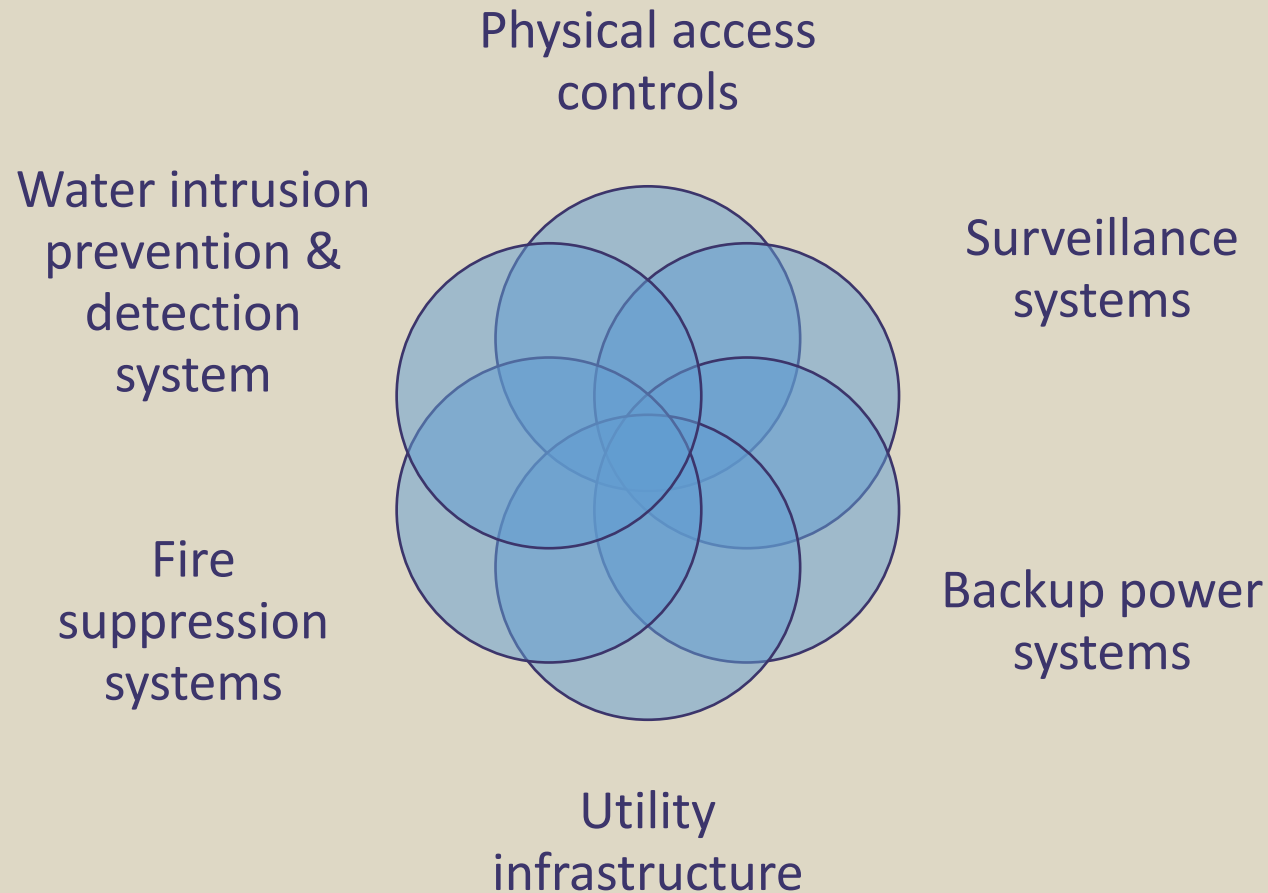 Physical access
controls
Water intrusion
prevention &
detection
system
Surveillance
systems
Fire
suppression
systems
Backup power
systems
Utility
infrastructure